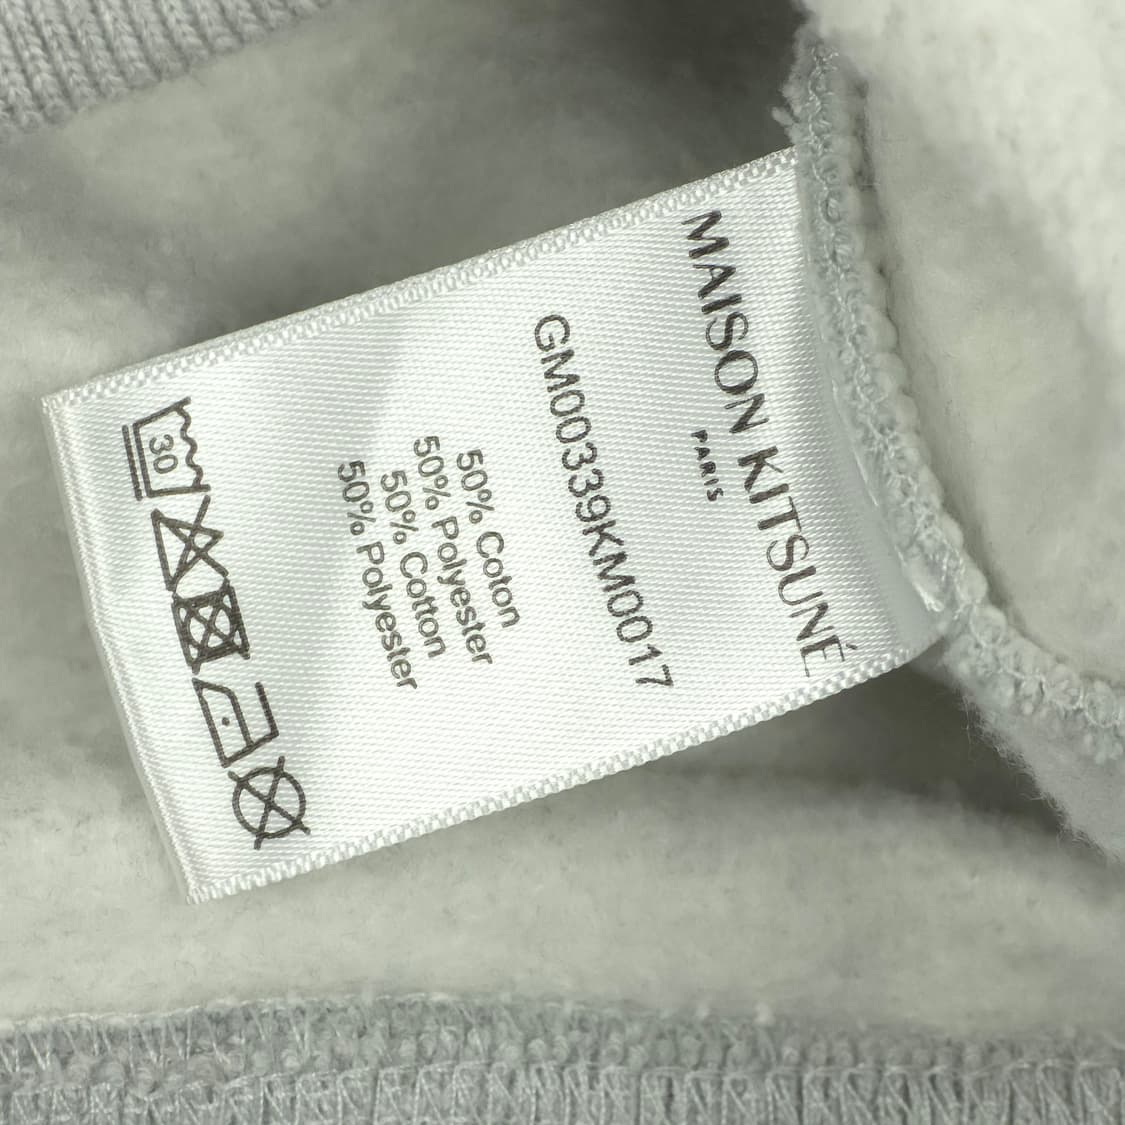 MAISON KITSUNÉ
PARIS
GM00339KM0017
50% Coton
50% Polyester
50% Cotton
50% Polyester
30